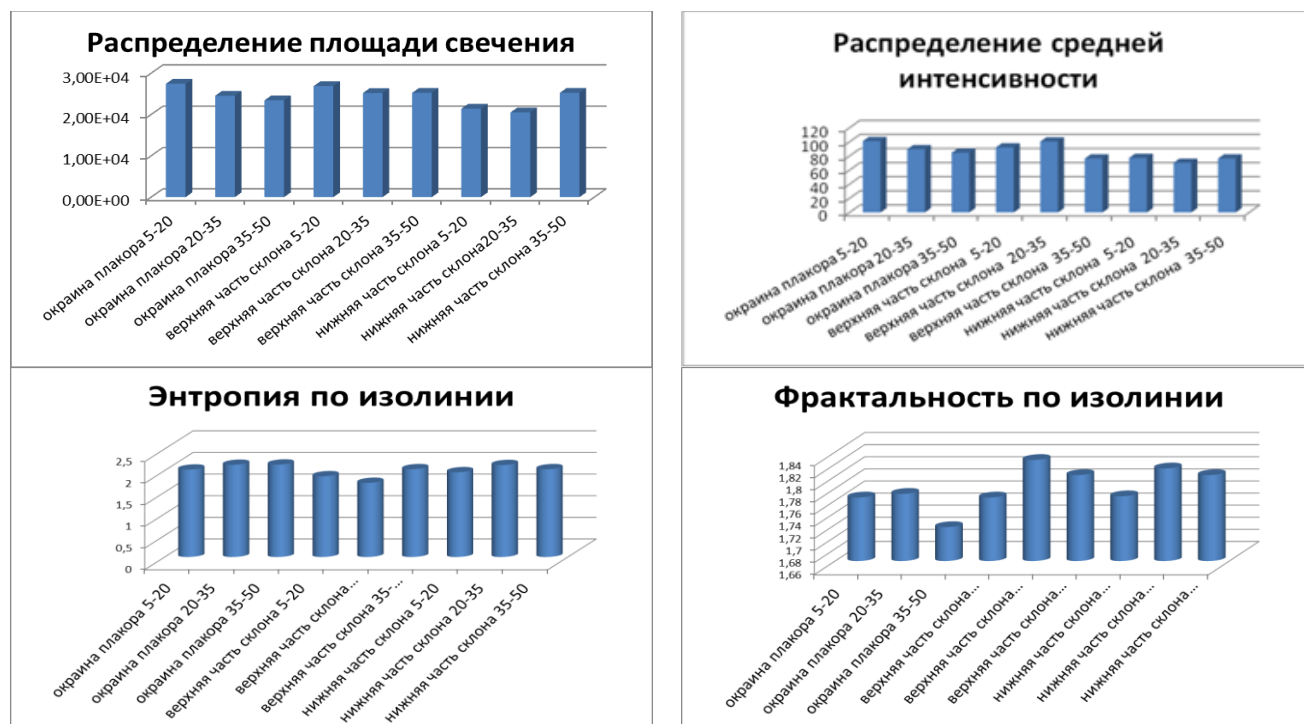 Распределение площади свечения
3,00E+04
2,00E+04
1,00E+04
0,00E+00
окраина плакора 5-20
окраина плакора 20-35
окраина плакора 35-50
верхняя часть склона 5-20
верхняя часть склона 20-35
верхняя часть склона 35-50
нижняя часть склона 5-20
нижняя часть склона20-35
нижняя часть склона 35-50
Распределение средней
интенсивности
120
100
80
60
40
20
0
окраина плакора 5-20
окраина плакора 20-35
окраина плакора 35-50
верхняя часть склона 5-20
верхняя часть склона 20-35
верхняя часть склона 35-50
нижняя часть склона 5-20
нижняя часть склона 20-35
нижняя часть склона 35-50
Энтропия по изолинии
2,5
2
1,5
1
0,5
0
окраина плакора 5-20
окраина плакора 20-35
окраина плакора 35-50
верхняя часть склона 5-20
верхняя часть склона...
верхняя часть склона 35-...
нижняя часть склона 5-20
нижняя часть склона 20-35
нижняя часть склона 35-50
Фрактальность по изолинии
1,84
1,82
1,8
1,78
1,76
1,74
1,72
1,7
1,68
1,66
окраина плакора 5-20
окраина плакора 20-35
окраина плакора 35-50
верхняя часть склона...
верхняя часть склона...
верхняя часть склона...
нижняя часть склона...
нижняя часть склона...
нижняя часть склона...